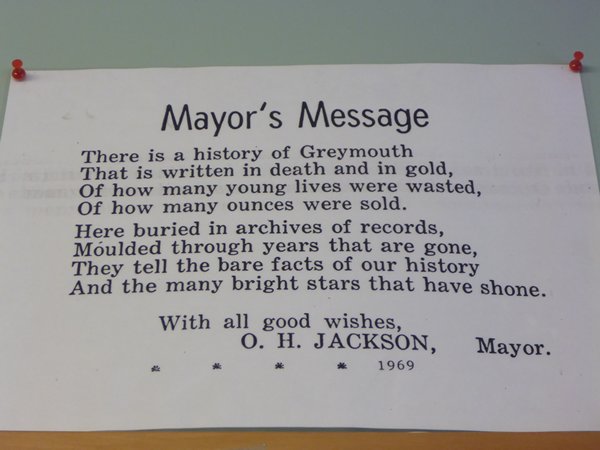 Mayor's Message
There is a history of Greymouth
That is written in death and in gold,
Of how many young lives were wasted,
Of how many ounces were sold.
Here buried in archives of records,
Moulded through years that are gone,
They tell the bare facts of our history
And the many bright stars that have shone.
With all good wishes,
O. H. JACKSON, Mayor.
* * * * 1969